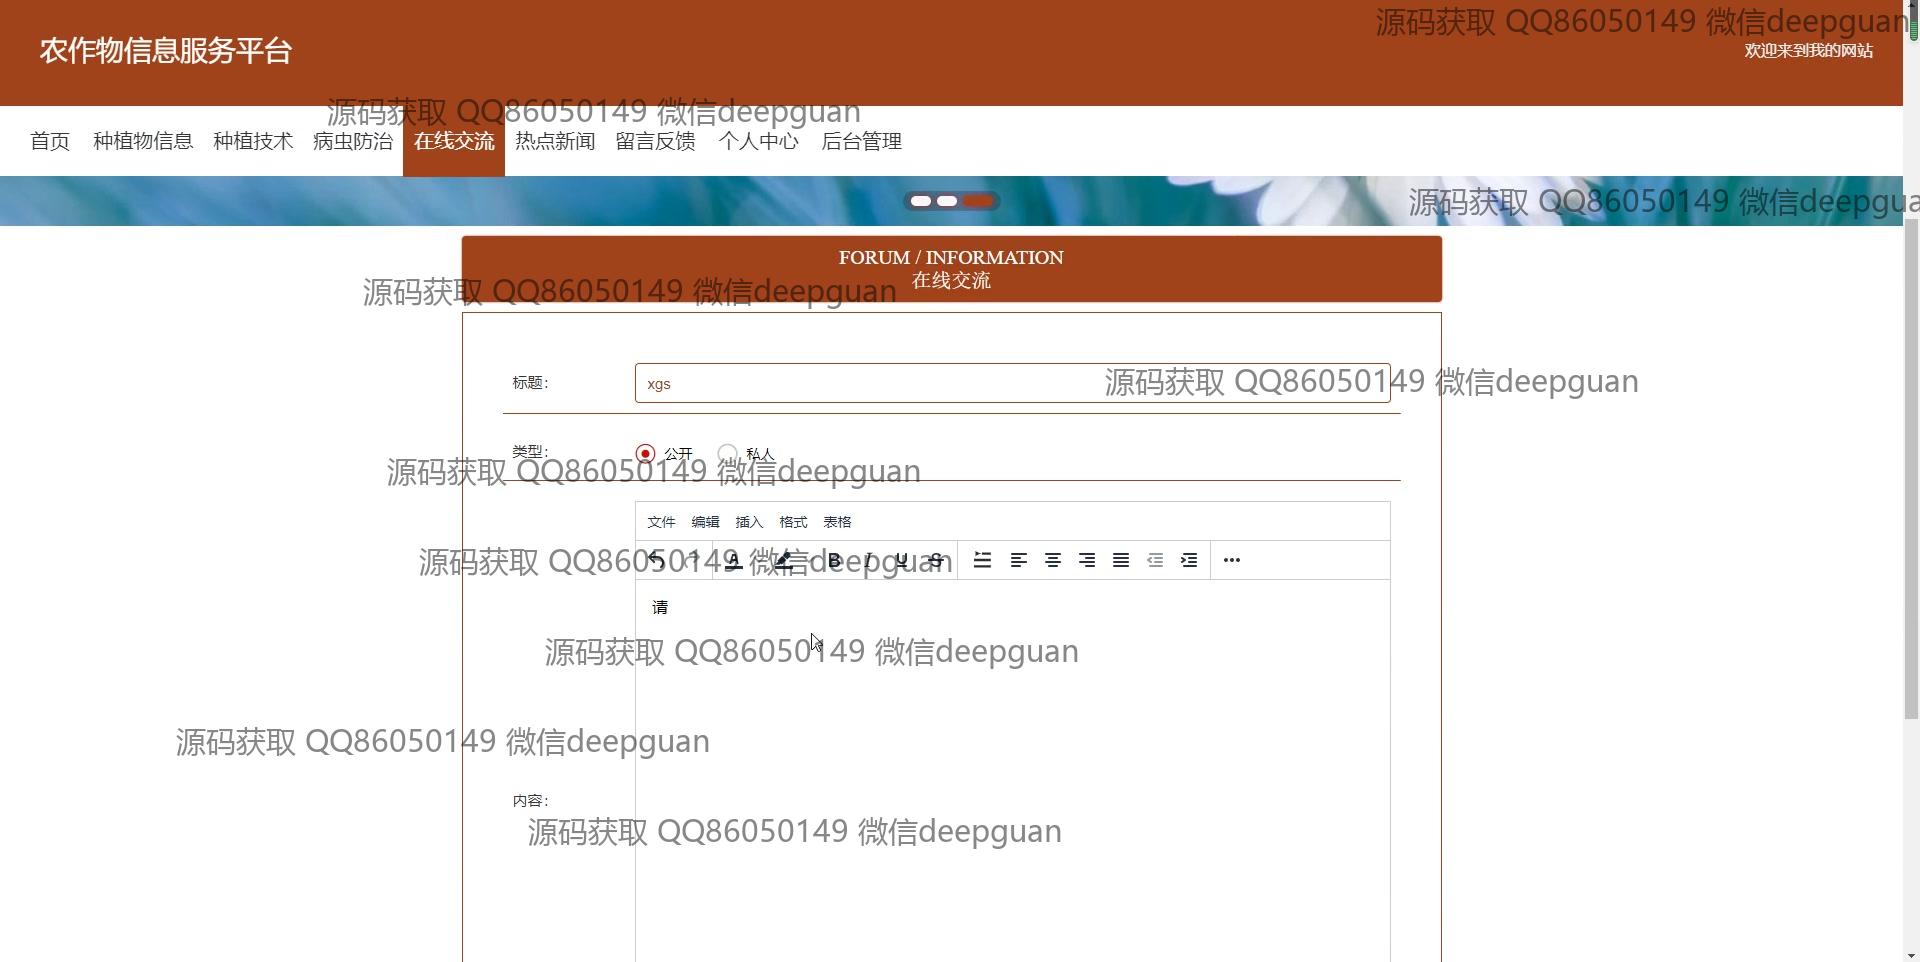 源码获取 QQ86050149 微信deepguan
农作物信息服务平台
欢迎来到我的网站
源码获取 QQ86050149 微信deepguan
首页 种植物信息 种植技术 病虫防治 在线交流 热点新闻 留言反馈 个人中心 后台管理
源码获取 QQ86050149 微信deepgua
FORUM / INFORMATION
在线交流
源码获取 QQ86050149 微信deepguan
标题：
xgs
源码获取 QQ86050149 微信deepguan
类型：
公开 私人
源码获取 QQ86050149 微信deepguan
文件 编辑 插入 格式 表格
源码获取 QQ86050149 微信deepguan
请
源码获取 QQ86050149 微信deepguan
源码获取 QQ86050149 微信deepguan
内容：
源码获取 QQ86050149 微信deepguan